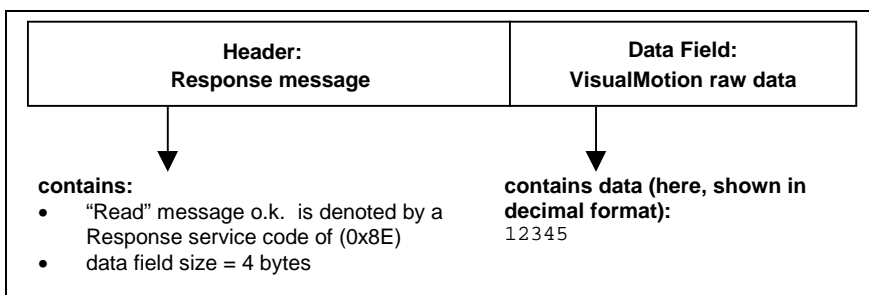 Header:
Response message
Data Field:
VisualMotion raw data
contains:
• “Read” message o.k. is denoted by a
Response service code of (0x8E)
• data field size = 4 bytes
contains data (here, shown in
decimal format):
12345